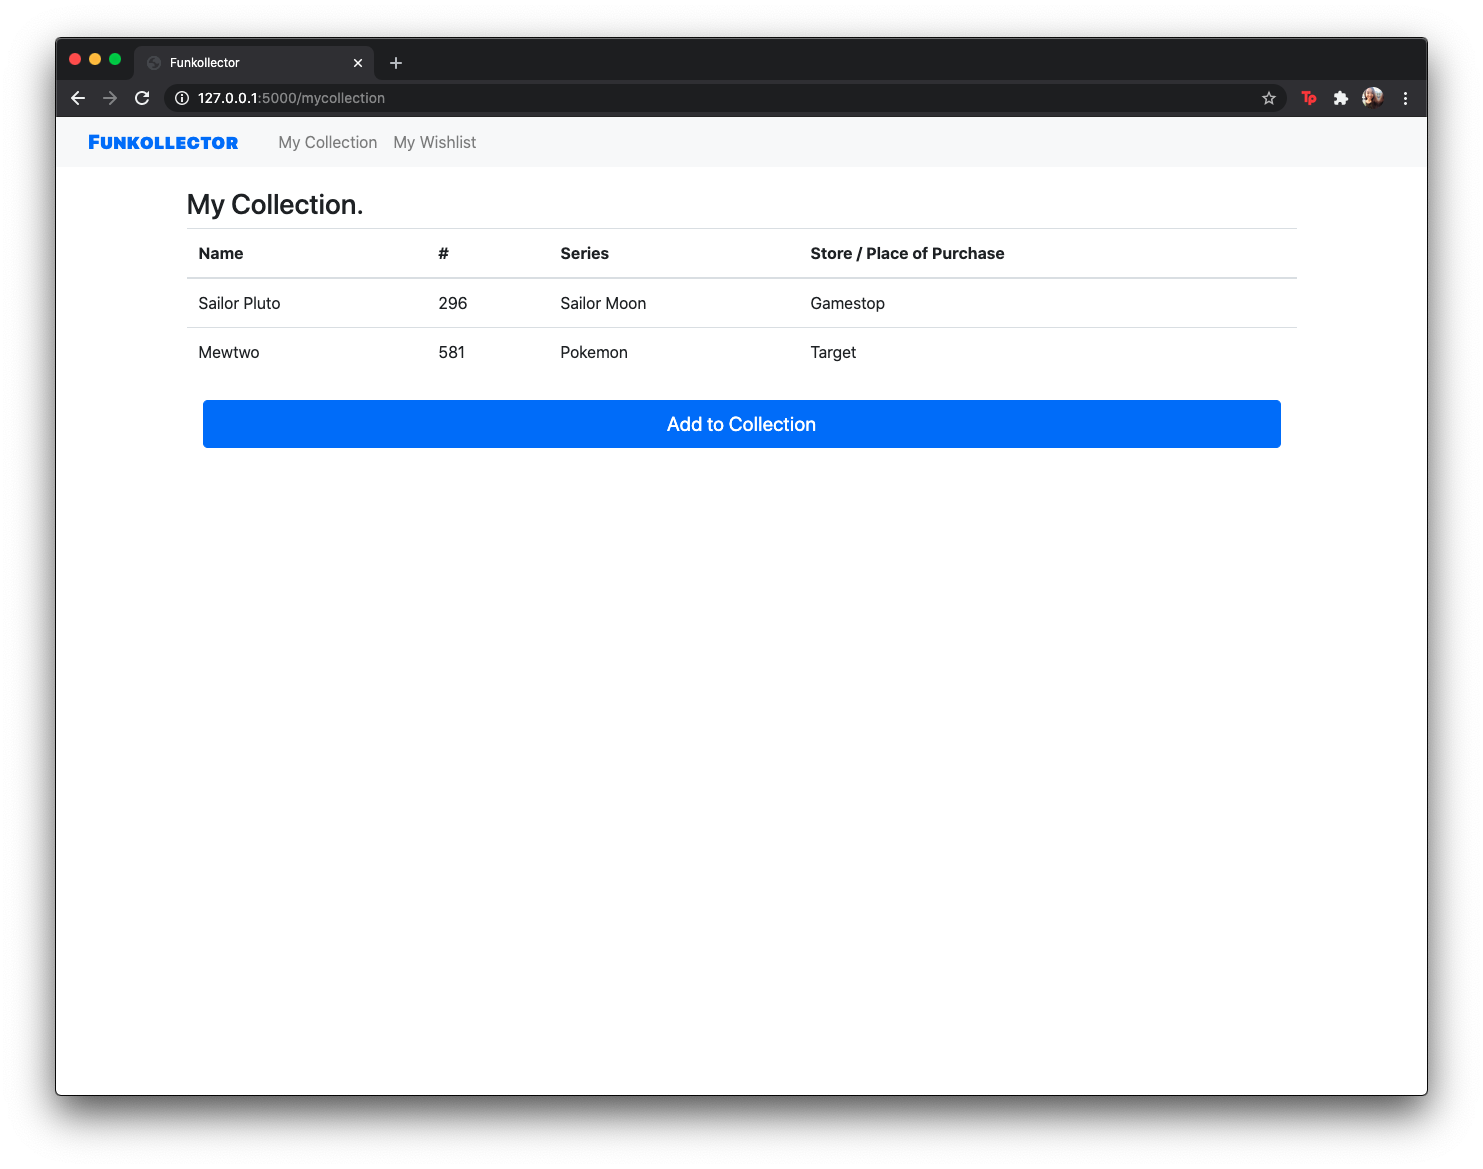 Funkollector
127.0.0.1:5000/mycollection
Tp
Funkollector My Collection My Wishlist
My Collection.
Name # Series Store / Place of Purchase
Sailor Pluto 296 Sailor Moon Gamestop
Mewtwo 581 Pokemon Target
Add to Collection